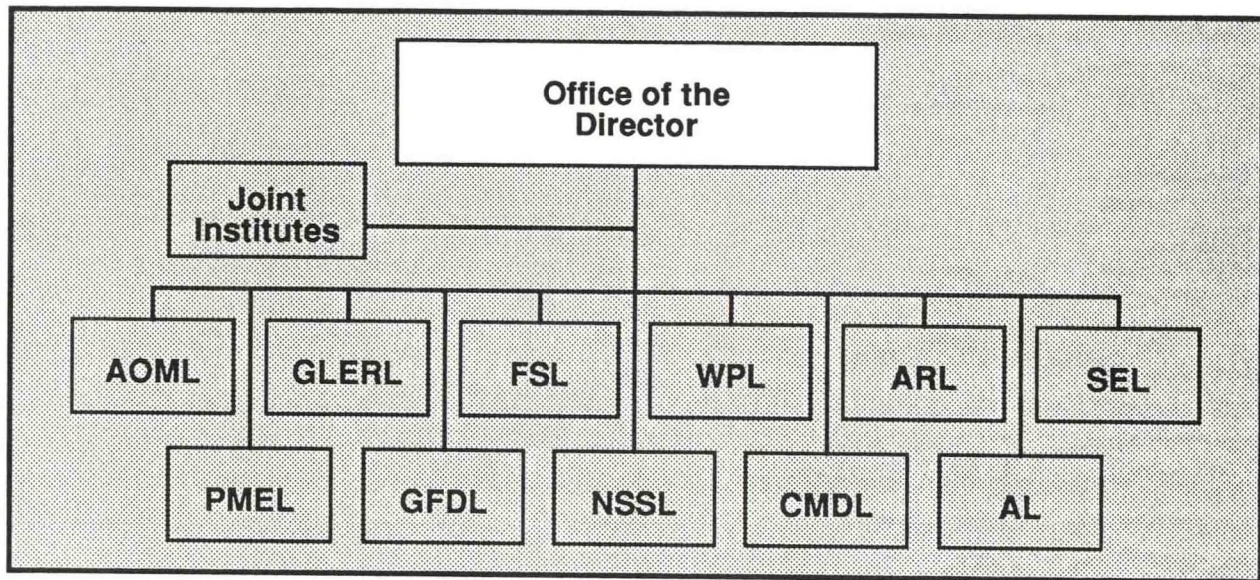 Office of the
Director
Joint
Institutes
AOML
GLERL
FSL
WPL
ARL
SEL
PMEL
GFDL
NSSL
CMDL
AL